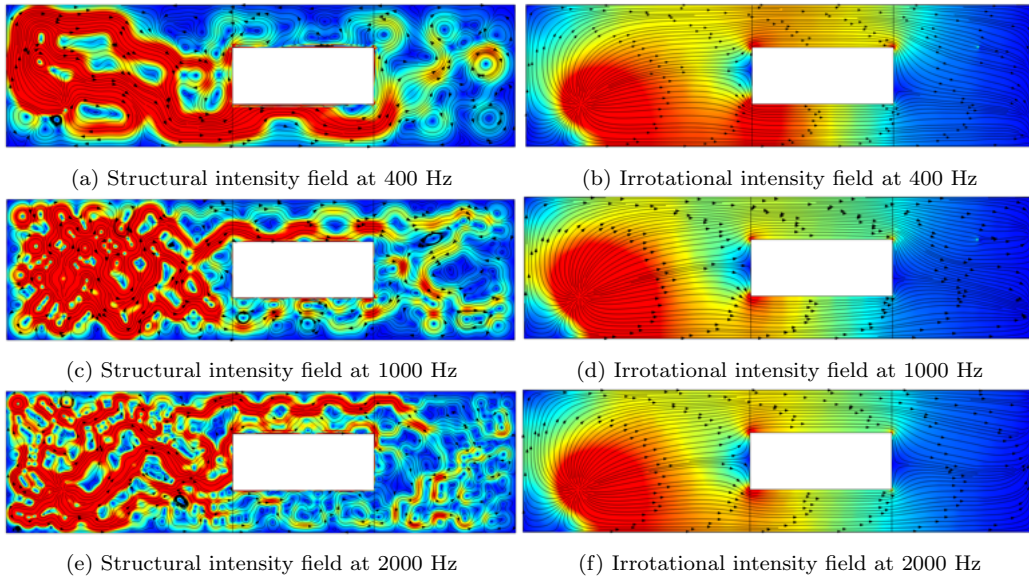 (a) Structural intensity field at 400 Hz
(b) Irrotational intensity field at 400 Hz
(c) Structural intensity field at 1000 Hz
(d) Irrotational intensity field at 1000 Hz
(e) Structural intensity field at 2000 Hz
(f) Irrotational intensity field at 2000 Hz